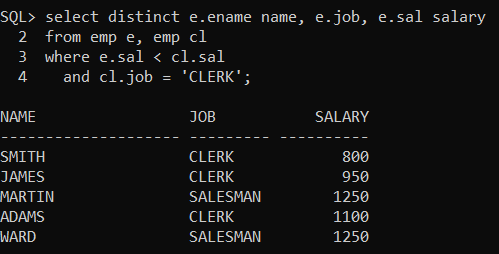 SQL> select distinct e.ename name, e.job, e.sal salary
  2  from emp e, emp cl
  3  where e.sal < cl.sal
  4    and cl.job = 'CLERK';

NAME                 JOB           SALARY
-------------------- --------- ----------
SMITH                CLERK            800
JAMES                CLERK            950
MARTIN               SALESMAN        1250
ADAMS                CLERK           1100
WARD                 SALESMAN        1250